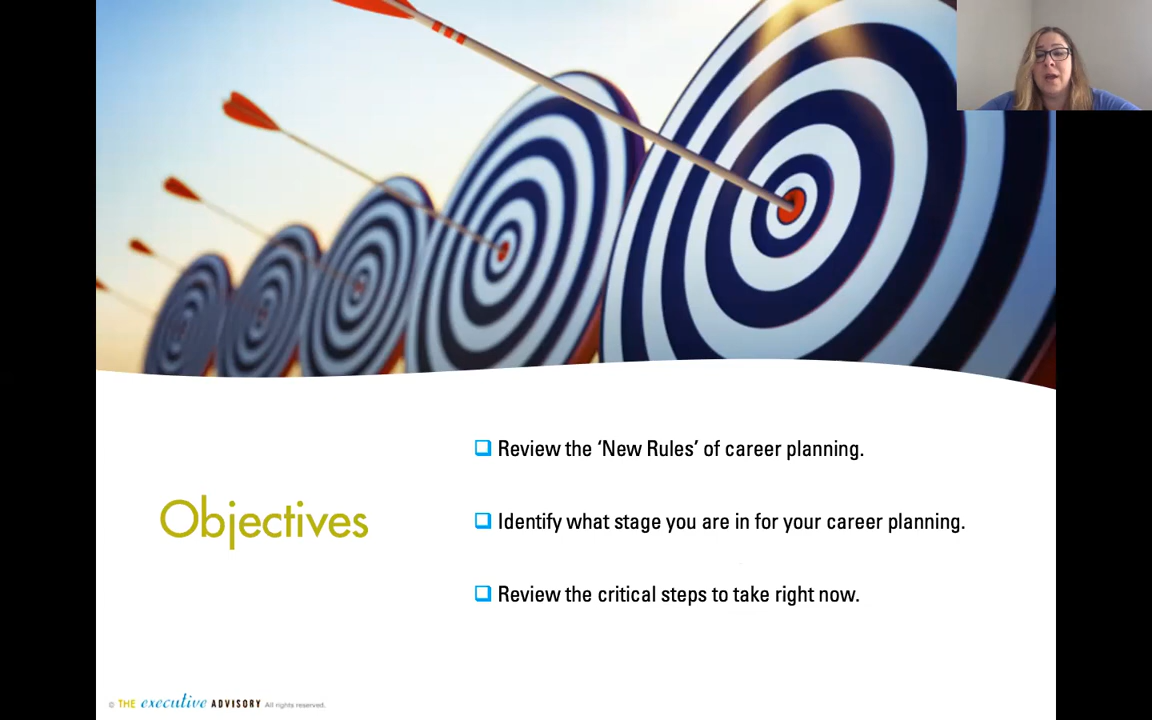 Objectives
Review the ‘New Rules’ of career planning.
Identify what stage you are in for your career planning.
Review the critical steps to take right now.
© THE executive ADVISORY All rights reserved.